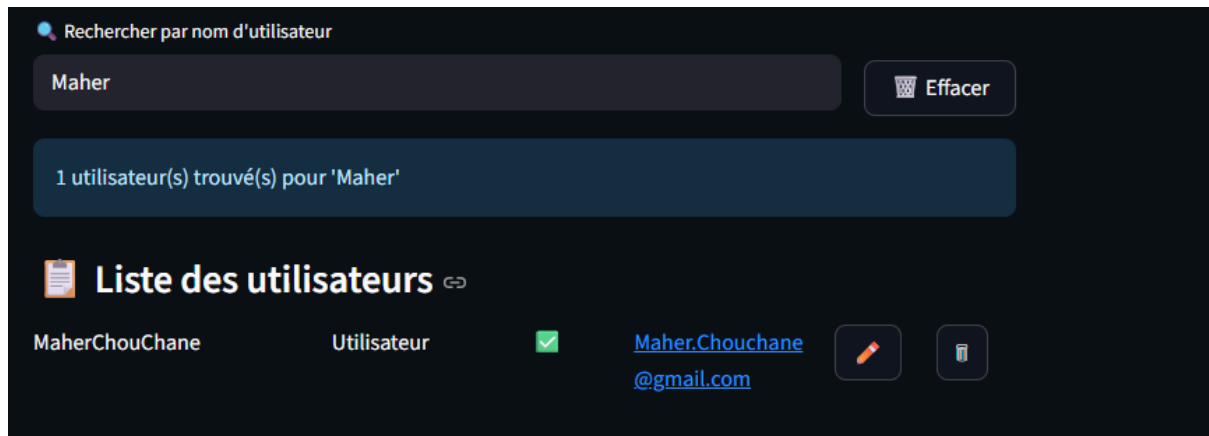 Rechercher par nom d'utilisateur
Maher
Effacer
1 utilisateur(s) trouvé(s) pour 'Maher'
Liste des utilisateurs
MaherChouChane Utilisateur Maher.Chouchane
@gmail.com